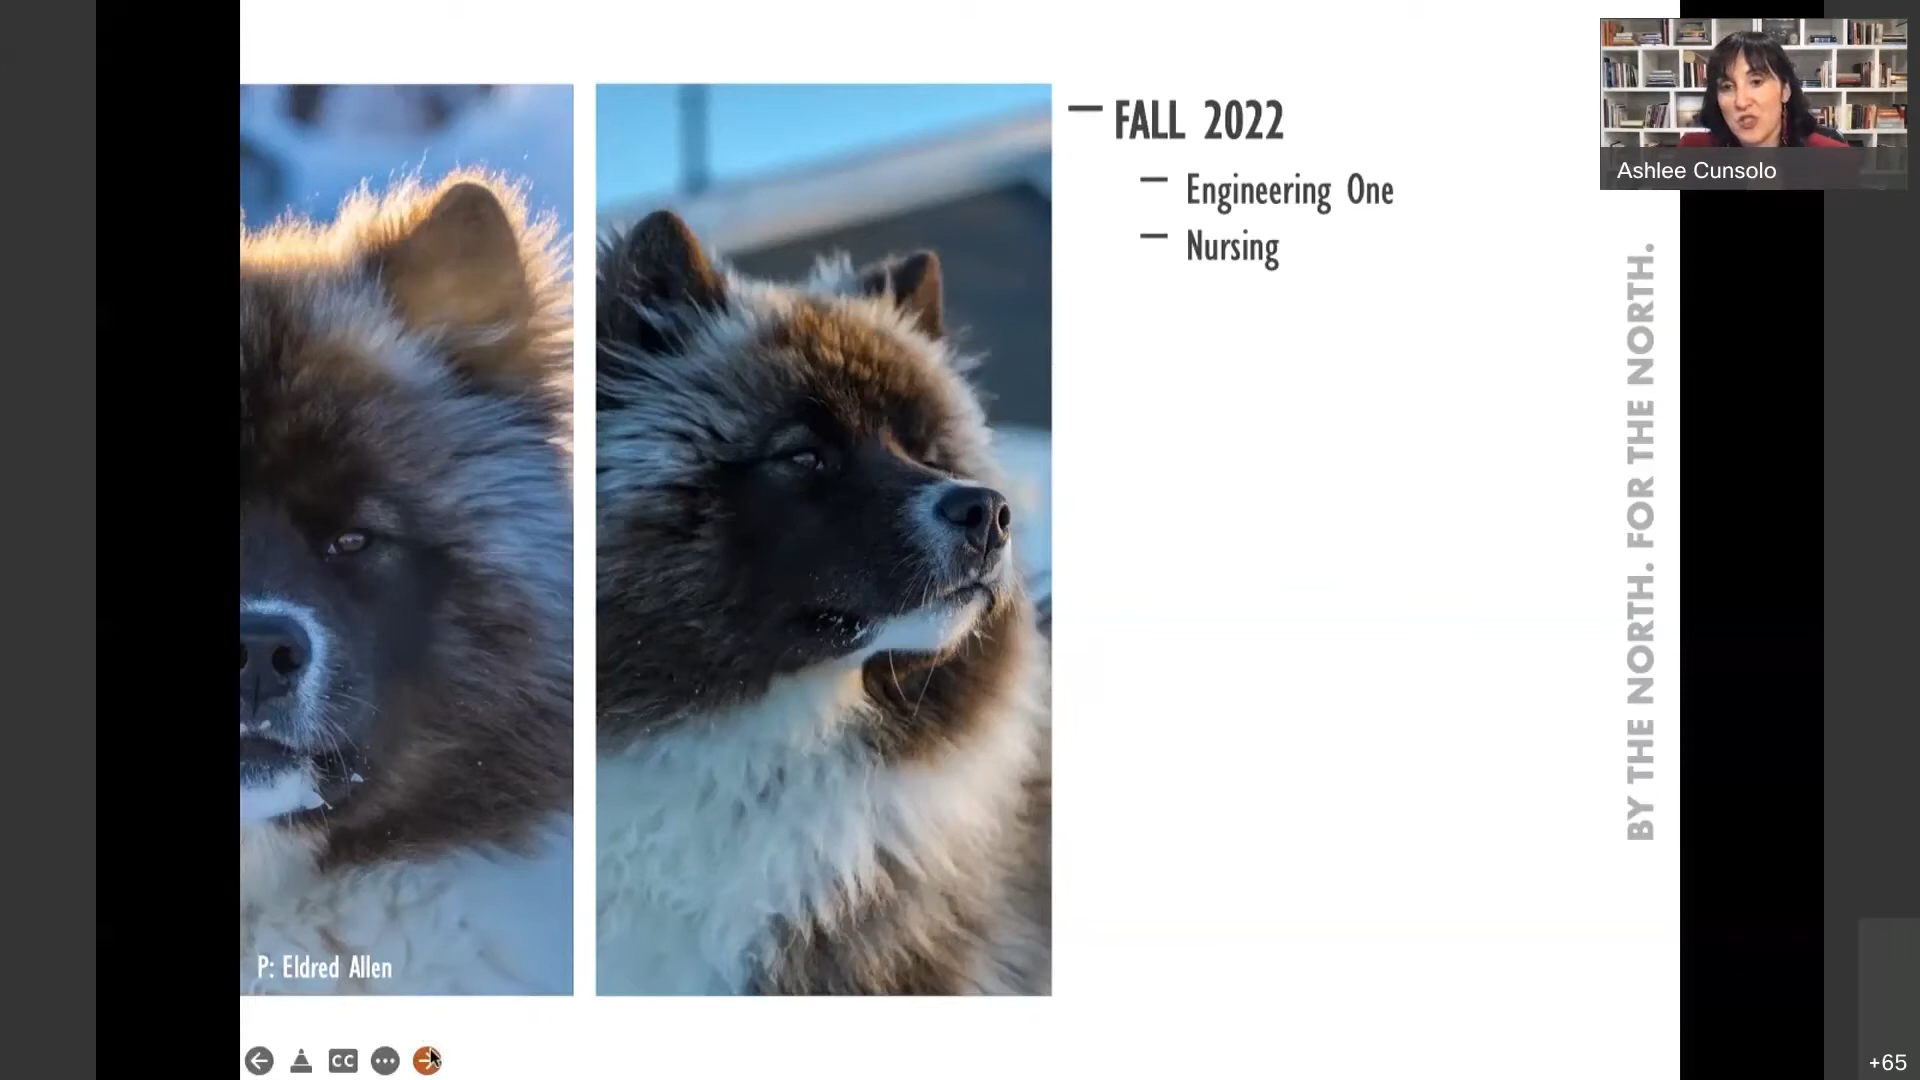 FALL 2022
Engineering One
Nursing
BY THE NORTH. FOR THE NORTH.
Ashlee Cunsolo
P: Eldred Allen
CC
+65